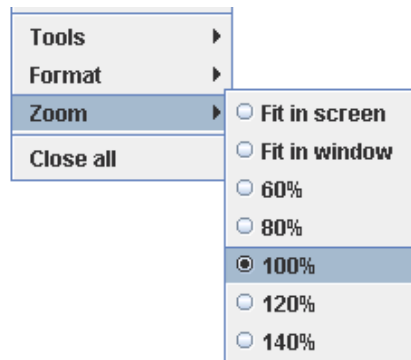 Tools
Format
Zoom
Close all
Fit in screen
Fit in window
60%
80%
100%
120%
140%